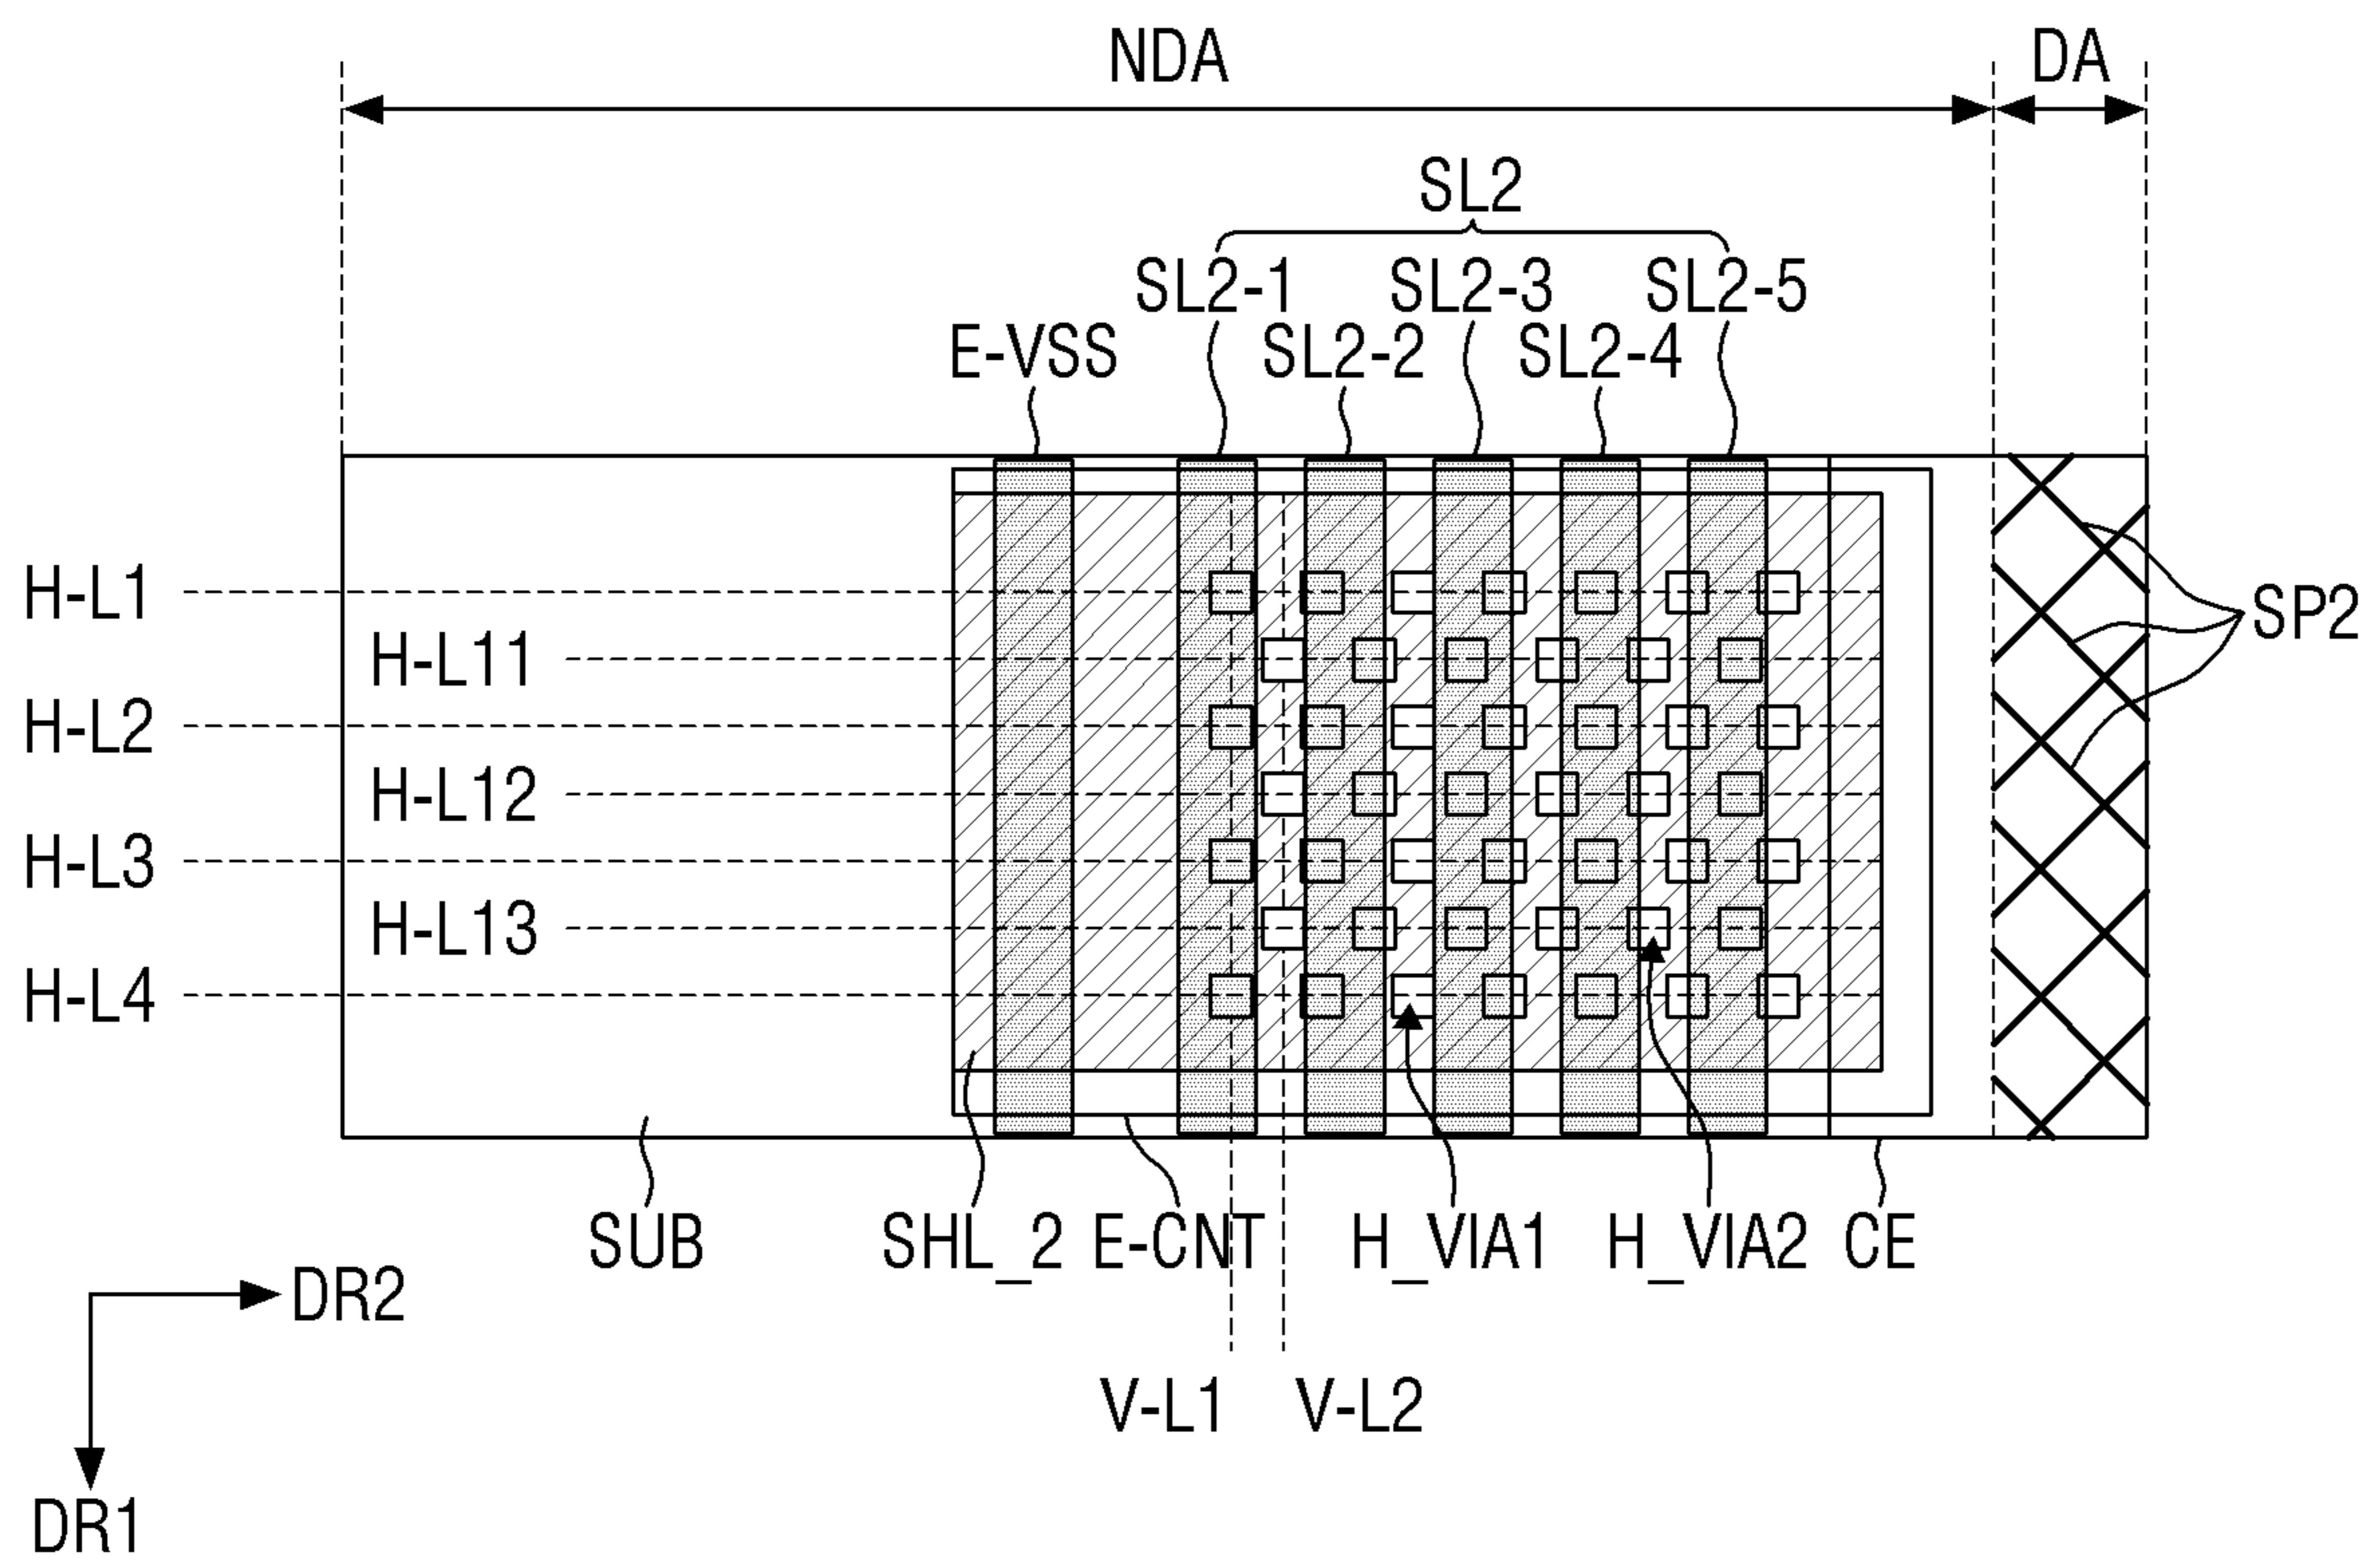 NDA DA
SL2
SL2-1 SL2-3 SL2-5
E-VSS SL2-2 SL2-4
H-L1
SP2
H-L11
H-L2
H-L12
H-L3
H-L13
H-L4
SUB SHL_2 E-CNT H_VIA1 H_VIA2 CE
DR2
V-L1 V-L2
DR1